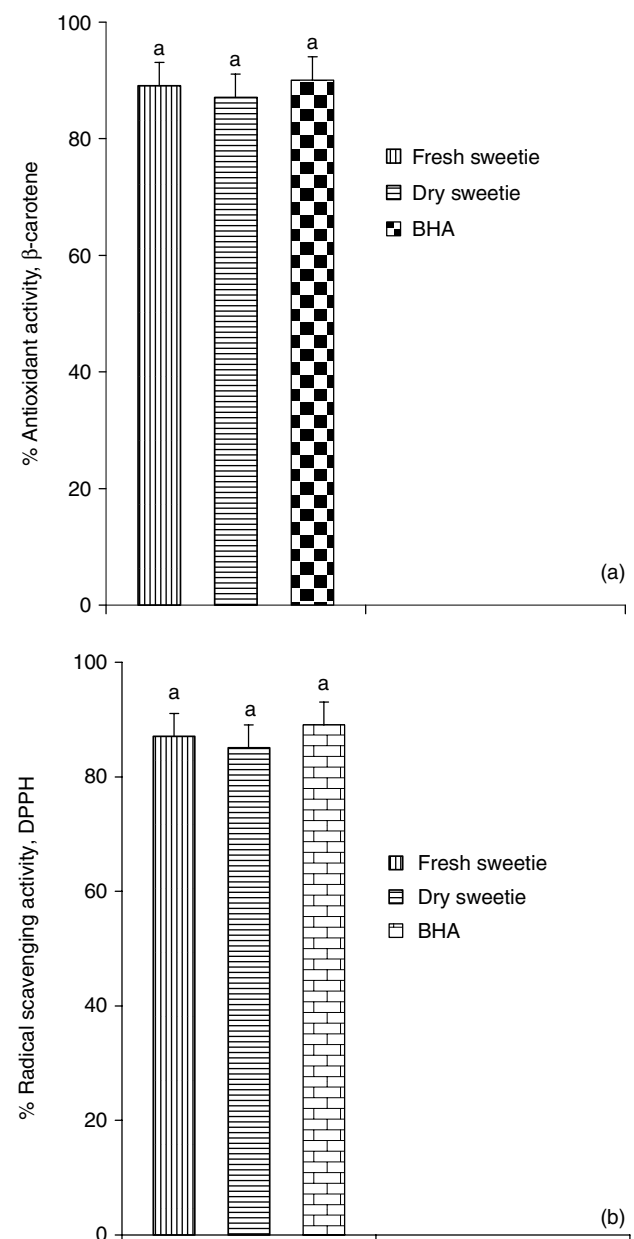 100
80
60
40
20
0
% Antioxidant activity, β-carotene
a
a
a
Fresh sweetie
Dry sweetie
BHA
(a)
100
80
60
40
20
0
% Radical scavenging activity, DPPH
a
a
a
Fresh sweetie
Dry sweetie
BHA
(b)